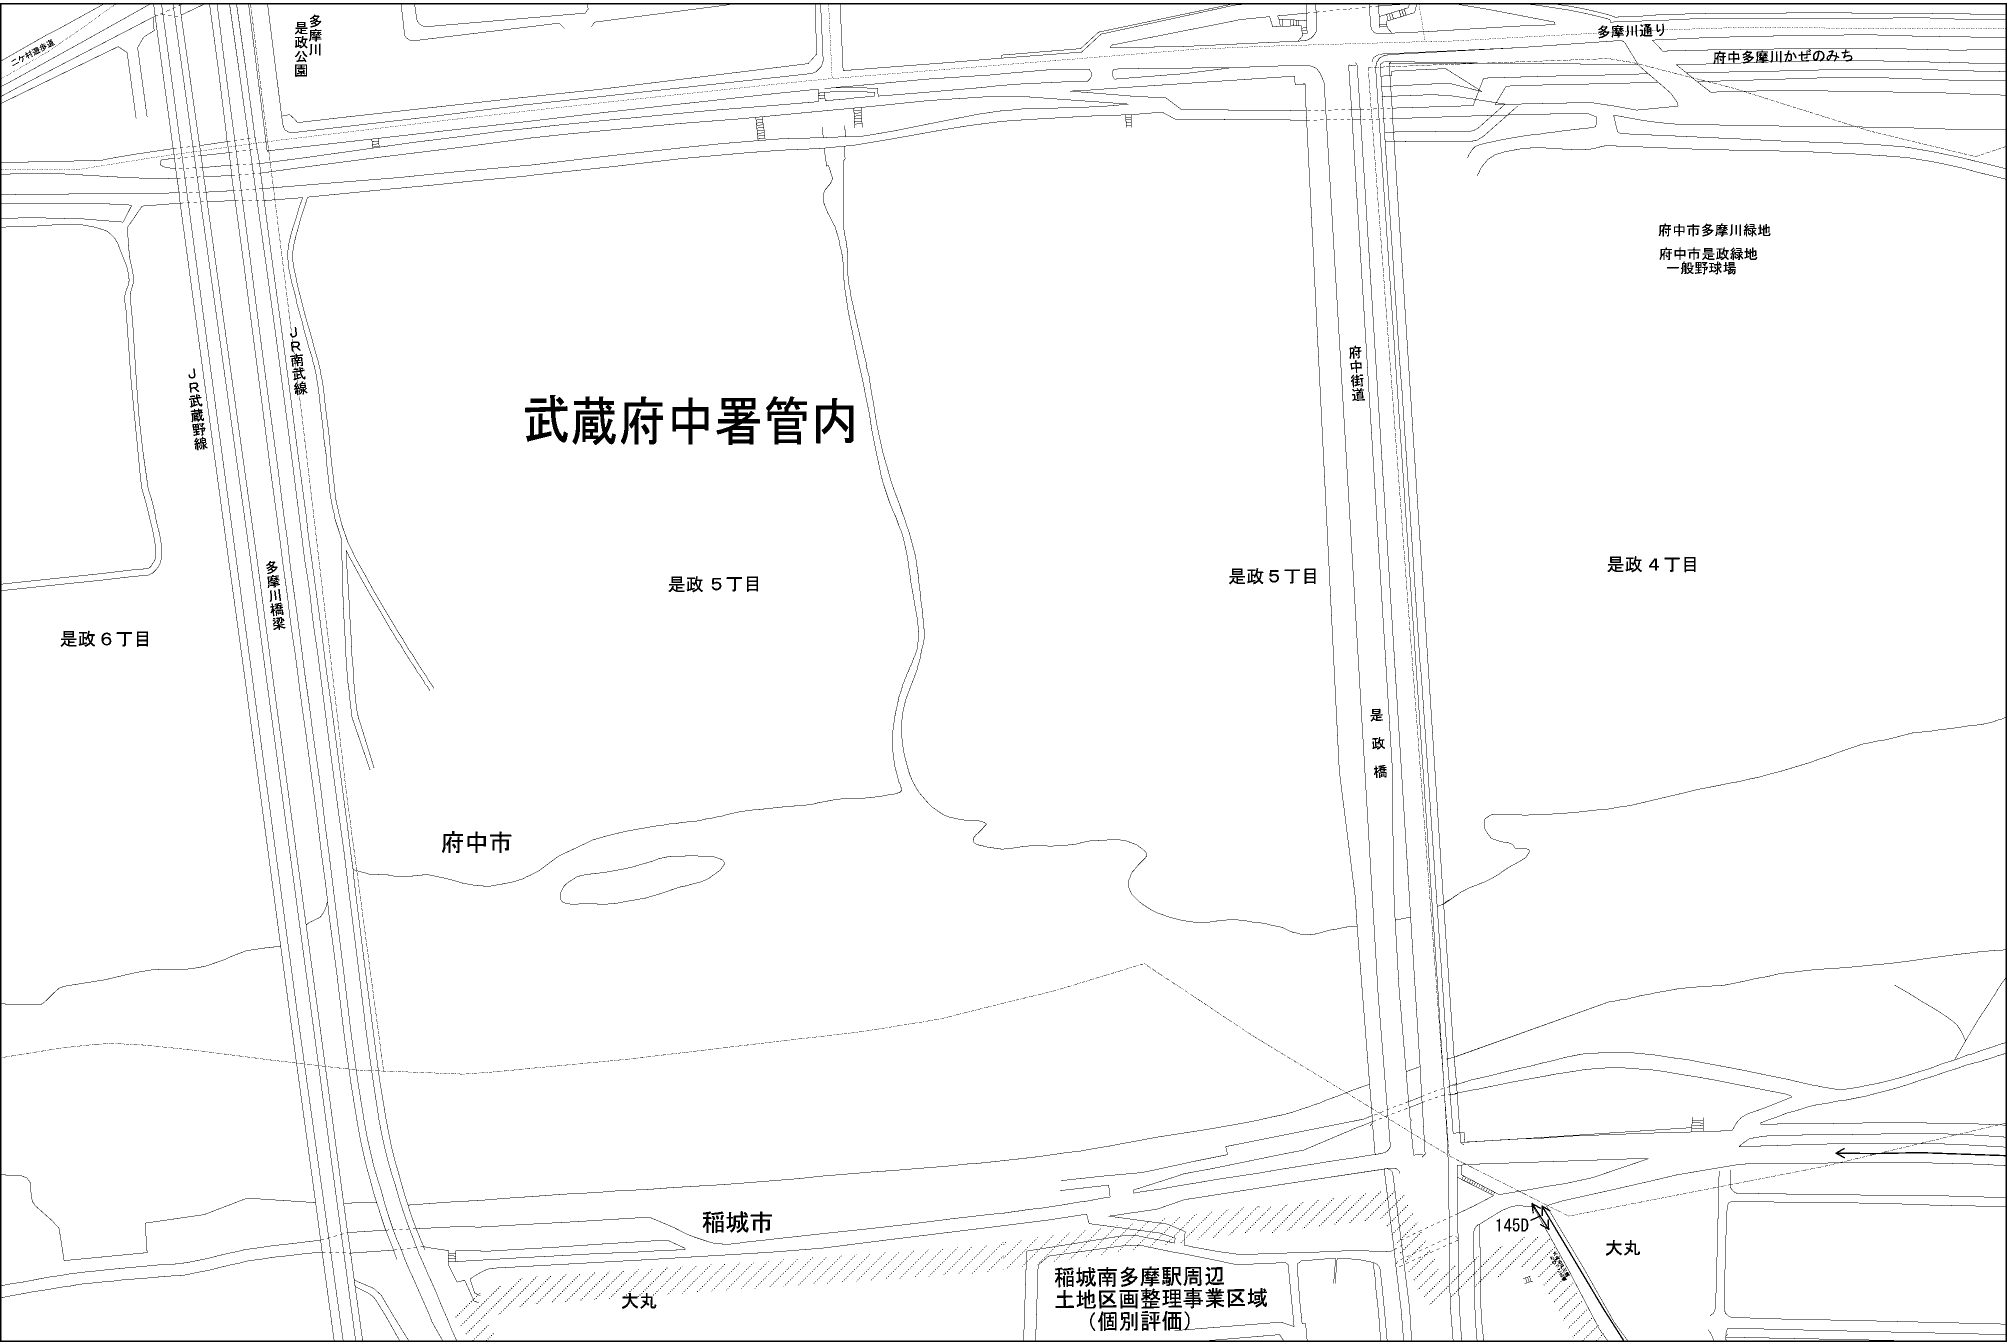 二ケ村遊歩道
多摩川
是政公園
多摩川通り
府中多摩川かぜのみち
府中市多摩川緑地
府中市是政緑地
一般野球場
JR南武線
JR武蔵野線
府中街道
武蔵府中署管内
多摩川橋梁
是政5丁目
是政5丁目
是政4丁目
是政6丁目
是政橋
府中市
稲城市
145D
大丸
稲城南多摩駅周辺
土地区画整理事業区域
（個別評価）
大丸